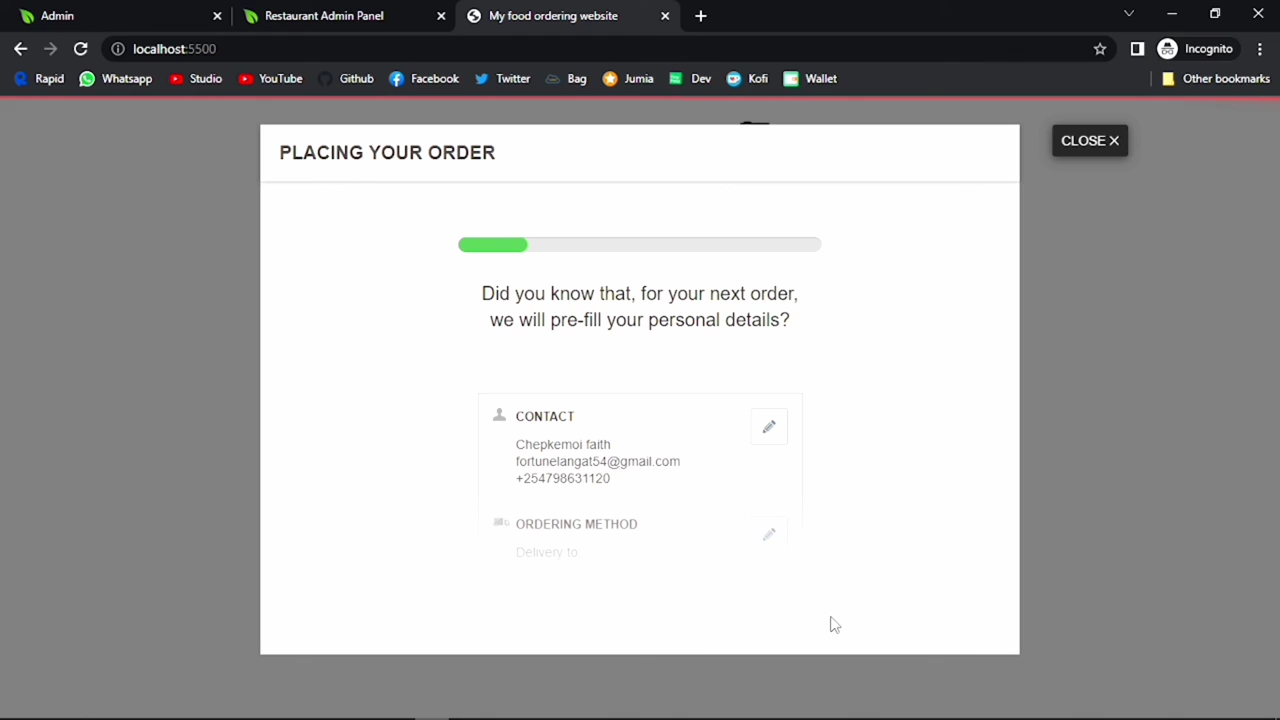 Admin
Restaurant Admin Panel
My food ordering website
localhost:5500
Incognito
Rapid
Whatsapp
Studio
YouTube
Github
Facebook
Twitter
Bag
Jumia
Dev
Kofi
Wallet
Other bookmarks
PLACING YOUR ORDER
CLOSE ✕
Did you know that, for your next order,
we will pre-fill your personal details?
CONTACT
Chepkemoi faith
fortunelangat54@gmail.com
+254798631120
ORDERING METHOD
Delivery to